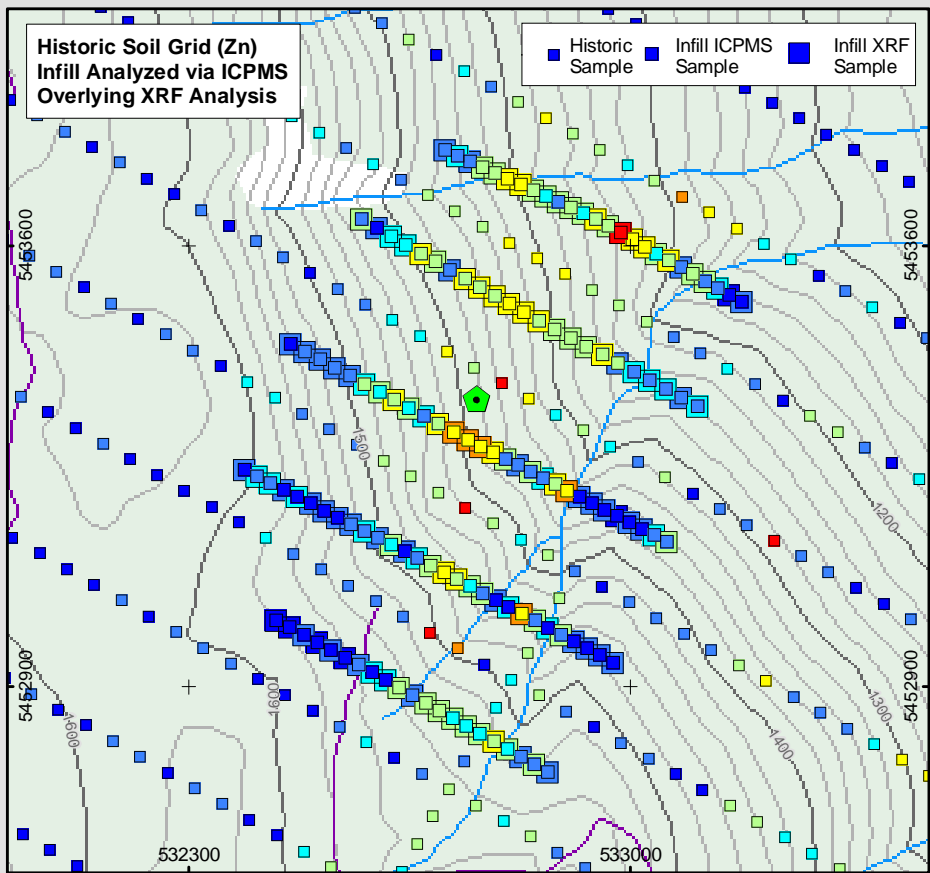 Historic Soil Grid (Zn)
Infill Analyzed via ICPMS
Overlying XRF Analysis
Historic Sample
Infill ICPMS Sample
Infill XRF Sample
5453600
5453600
1500
1200
5452900
5452900
1600
1600
1300
1400
532300
533000